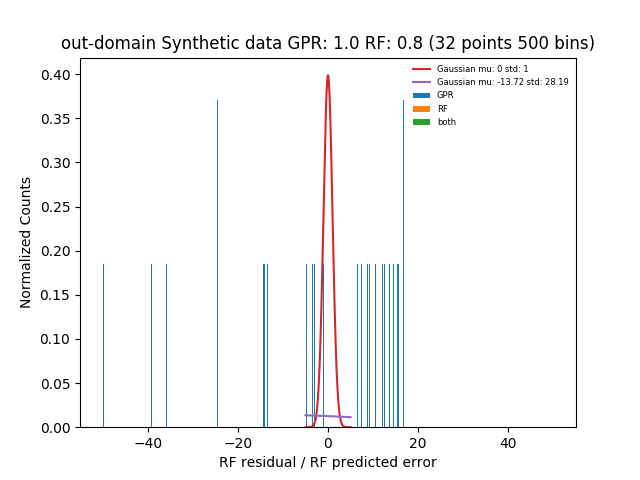 out-domain Synthetic data GPR: 1.0 RF: 0.8 (32 points 500 bins)
Gaussian mu: 0 std: 1
Gaussian mu: -13.72 std: 28.19
GPR
RF
both
Normalized Counts
0.40
0.35
0.30
0.25
0.20
0.15
0.10
0.05
0.00
−40 −20 0 20 40
RF residual / RF predicted error